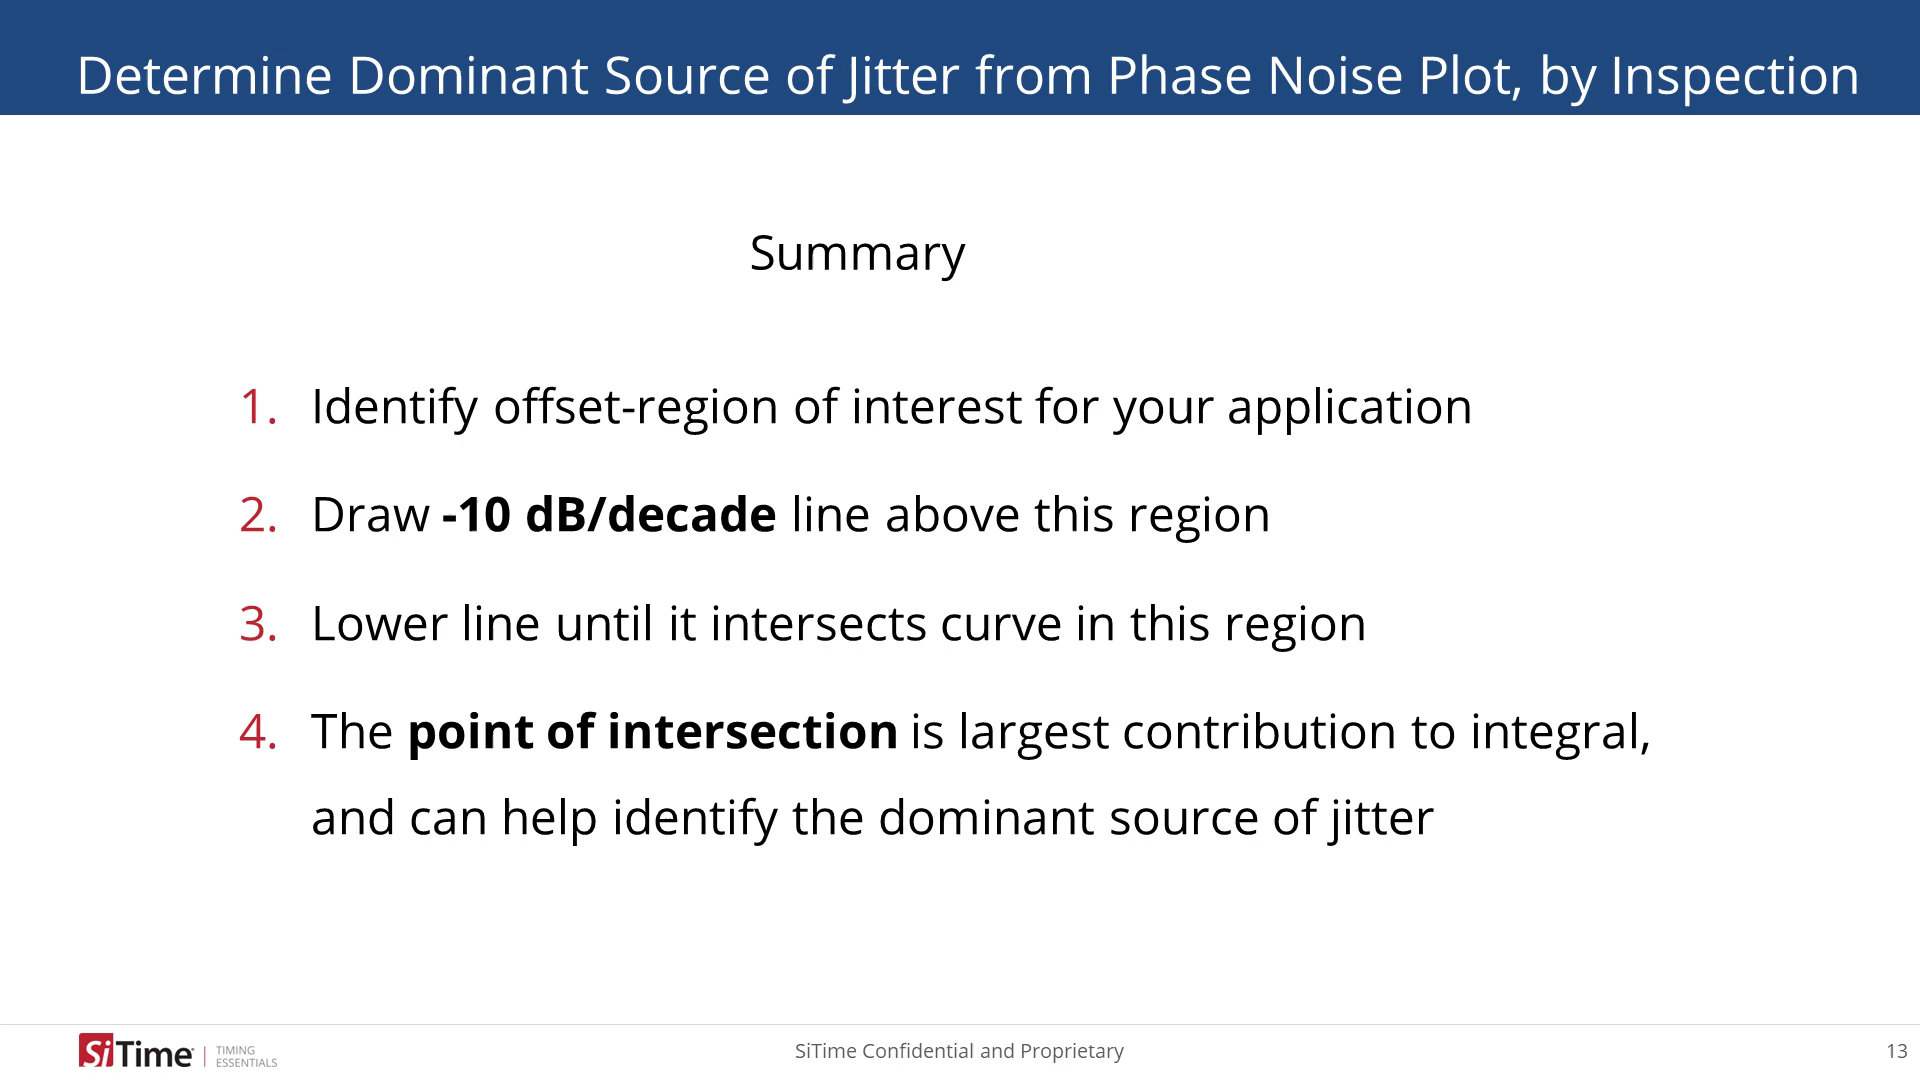 Determine Dominant Source of Jitter from Phase Noise Plot, by Inspection
Summary
1. Identify offset-region of interest for your application
2. Draw -10 dB/decade line above this region
3. Lower line until it intersects curve in this region
4. The point of intersection is largest contribution to integral,
and can help identify the dominant source of jitter
SiTime | TIMING
ESSENTIALS
SiTime Confidential and Proprietary
13